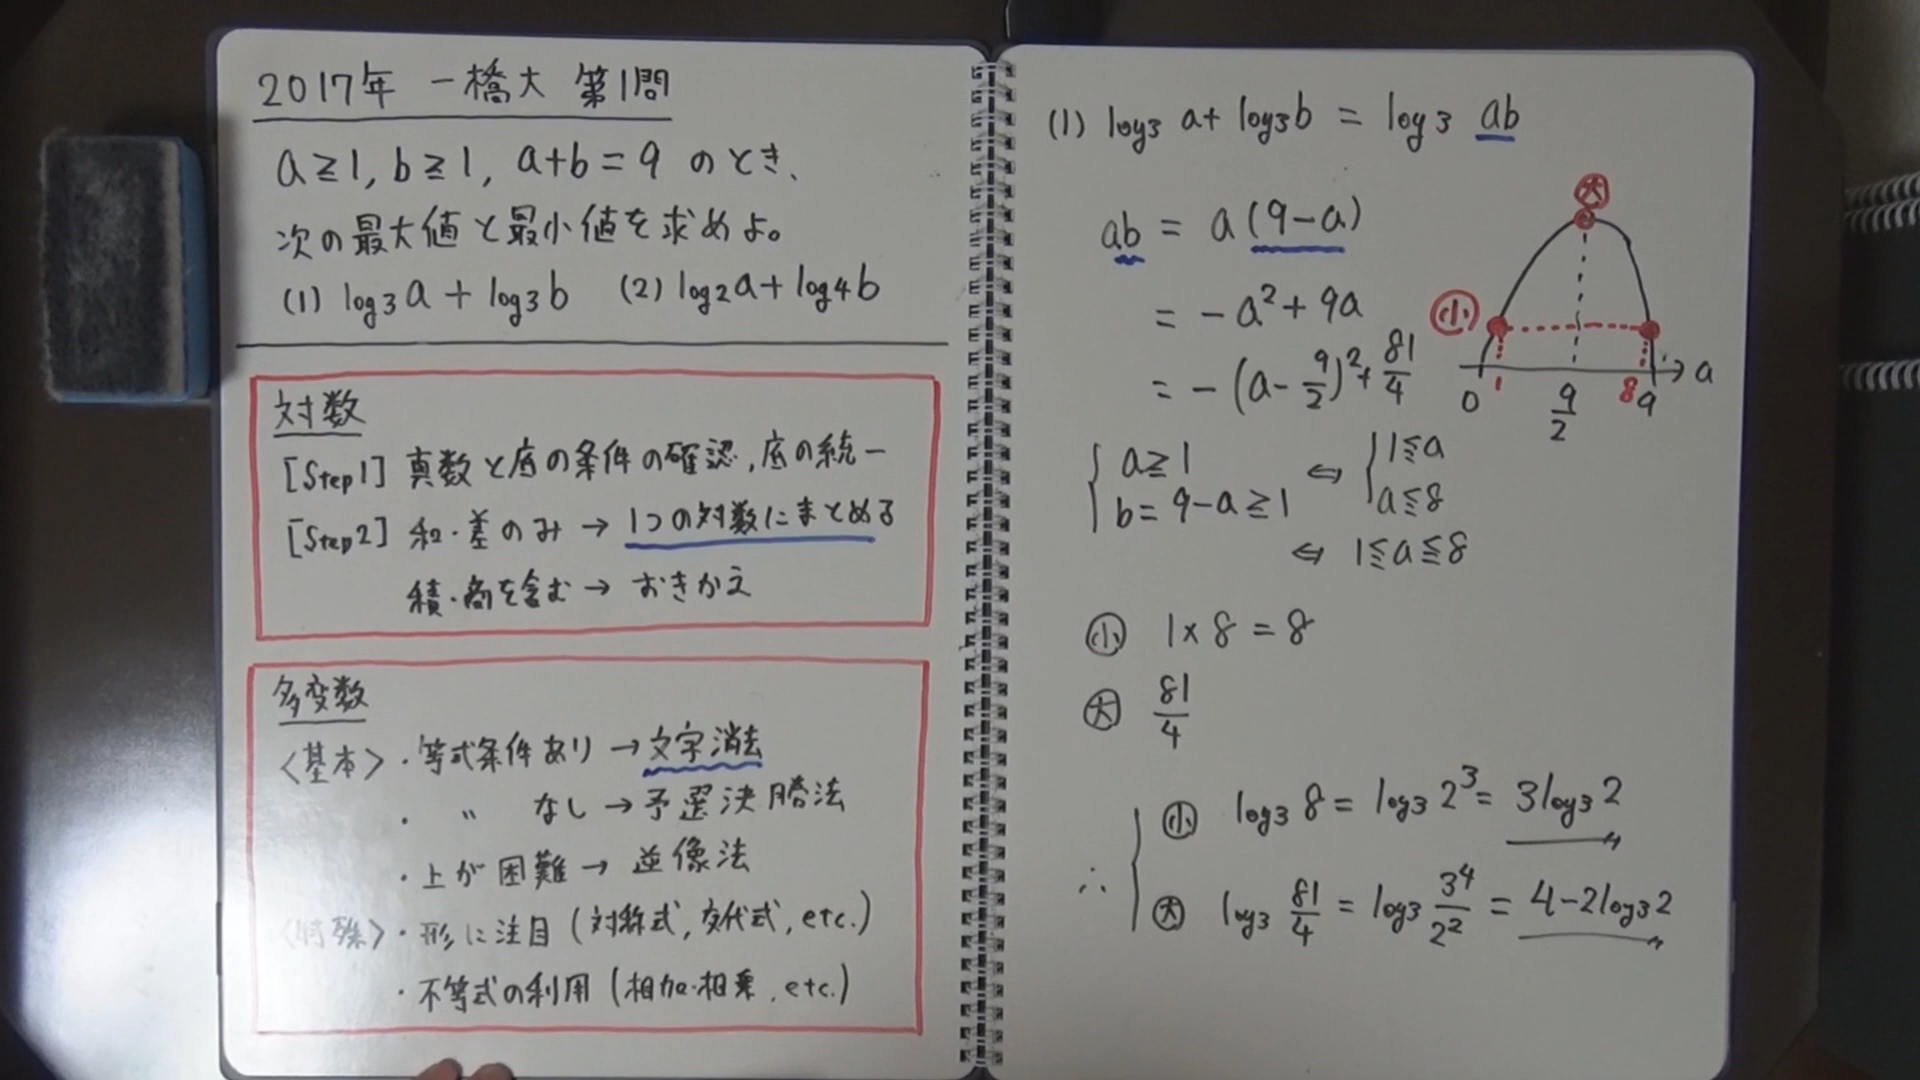 2017年 一橋大 第1問
a≧1, b≧1, a+b=9 のとき、
次の最大値と最小値を求めよ。
(1) log₃a + log₃b (2) log₂a + log₄b
対数
[Step1] 真数と底の条件の確認, 底の統一
[Step2] 和・差のみ → 1つの対数にまとめる
積・商を含む → おきかえ
多変数
〈基本〉・等式条件あり → 文字消去
・ 〃 なし → 予選決勝法
・上が困難 → 逆像法
〈特殊〉・形に注目 (対称式, 交代式, etc.)
・不等式の利用 (相加・相乗, etc.)
(1) log₃ a + log₃b = log₃ ab
ab = a(9-a)
= -a²+9a
= -(a-9/2)²+81/4
大
小
0 1 9/2 8 9 a
{ a≧1 ⇔ { 1≦a
b=9-a≧1 a≦8
⇔ 1≦a≦8
小 1×8=8
大 81/4
∴ { 小 log₃ 8 = log₃ 2³ = 3log₃2
大 log₃ 81/4 = log₃ 3⁴/2² = 4-2log₃2